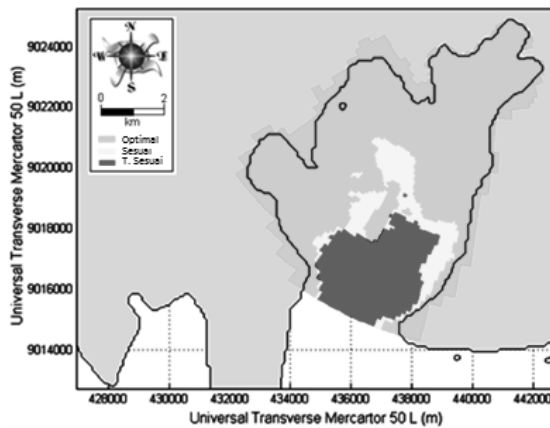 9024000
9022000
9020000
9018000
9016000
9014000
Universal Transverse Mercartor 50 L (m)
N
W E
S
0 2
km
Optimal
Sesuai
T. Sesuai
428000 430000 432000 434000 436000 438000 440000 442000
Universal Transverse Mercartor 50 L (m)